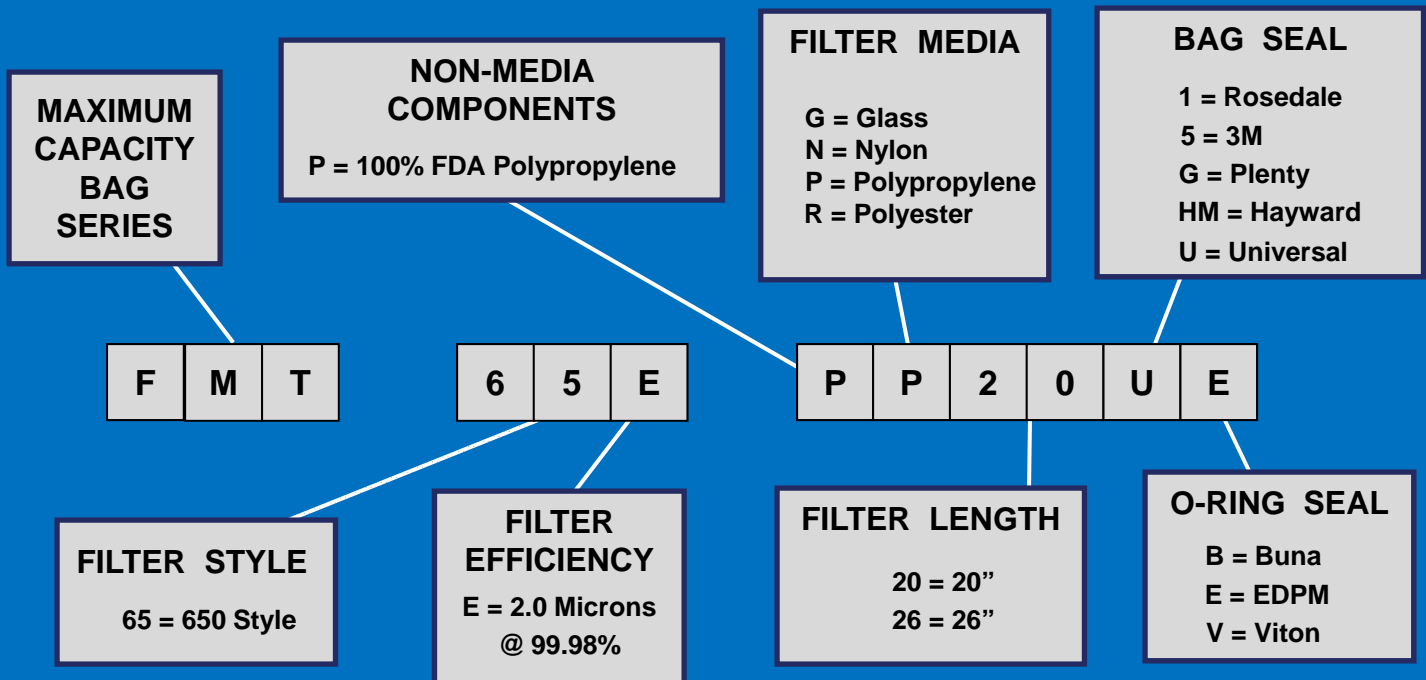 MAXIMUM
CAPACITY
BAG
SERIES
NON-MEDIA
COMPONENTS
P = 100% FDA Polypropylene
FILTER MEDIA
G = Glass
N = Nylon
P = Polypropylene
R = Polyester
BAG SEAL
1 = Rosedale
5 = 3M
G = Plenty
HM = Hayward
U = Universal
F M T 6 5 E P P 2 0 U E
FILTER STYLE
65 = 650 Style
FILTER
EFFICIENCY
E = 2.0 Microns
@ 99.98%
FILTER LENGTH
20 = 20”
26 = 26”
O-RING SEAL
B = Buna
E = EDPM
V = Viton